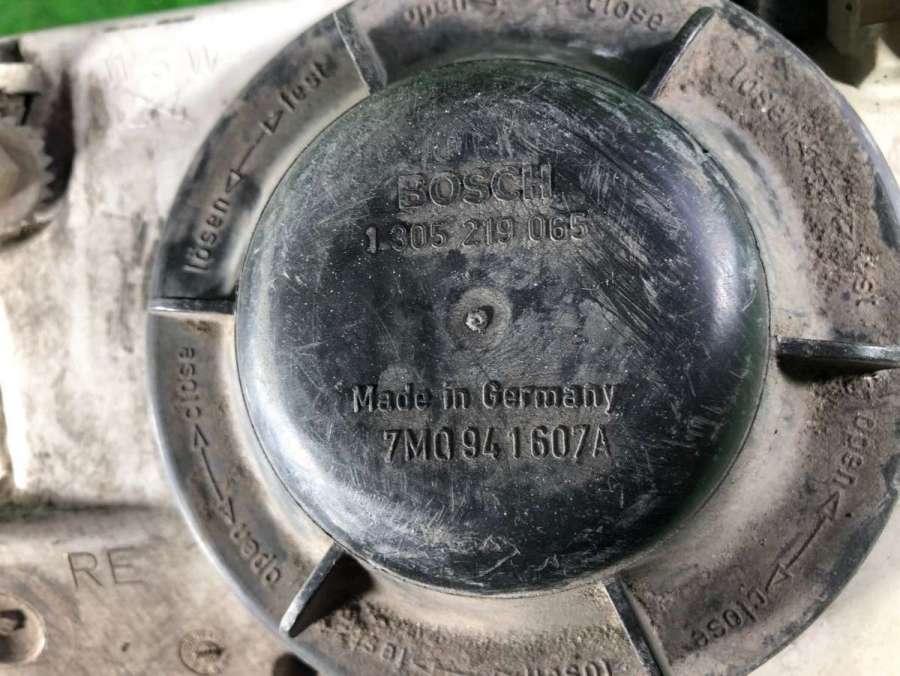 open close
lösen fest
lösen
BOSCH
1 305 219 065
Made in Germany
7M0 941 607A
close open
open close
RE